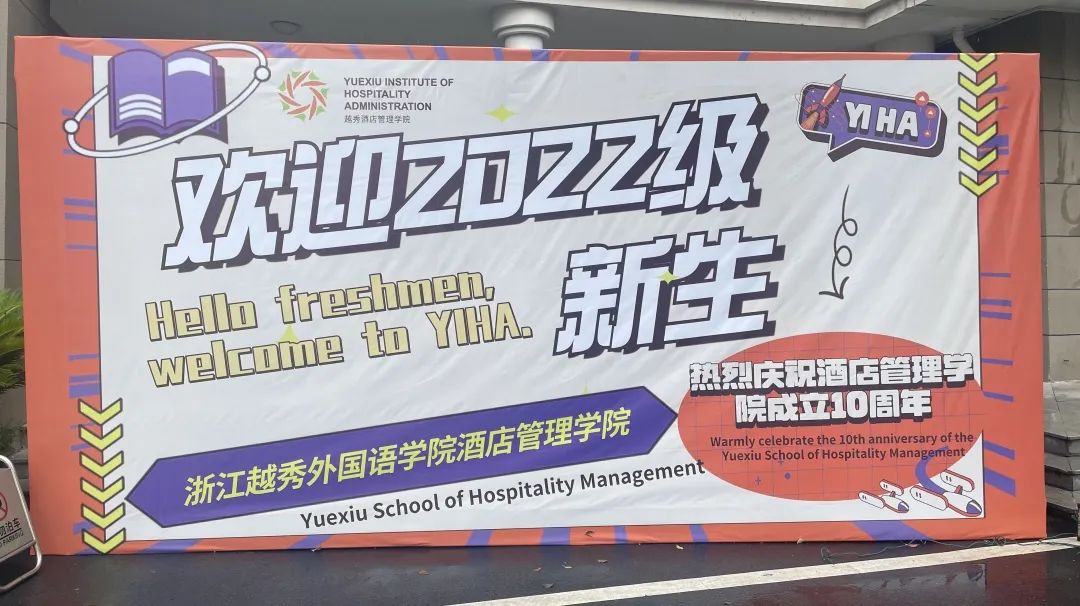 YUEXIU INSTITUTE OF
HOSPITALITY
ADMINISTRATION
越秀酒店管理学院
YI HA
欢迎2022级
新生
Hello freshmen,
welcome to YIHA.
热烈庆祝酒店管理学
院成立10周年
Warmly celebrate the 10th anniversary of the
Yuexiu School of Hospitality Management
浙江越秀外国语学院酒店管理学院
Yuexiu School of Hospitality Management
勿泊车